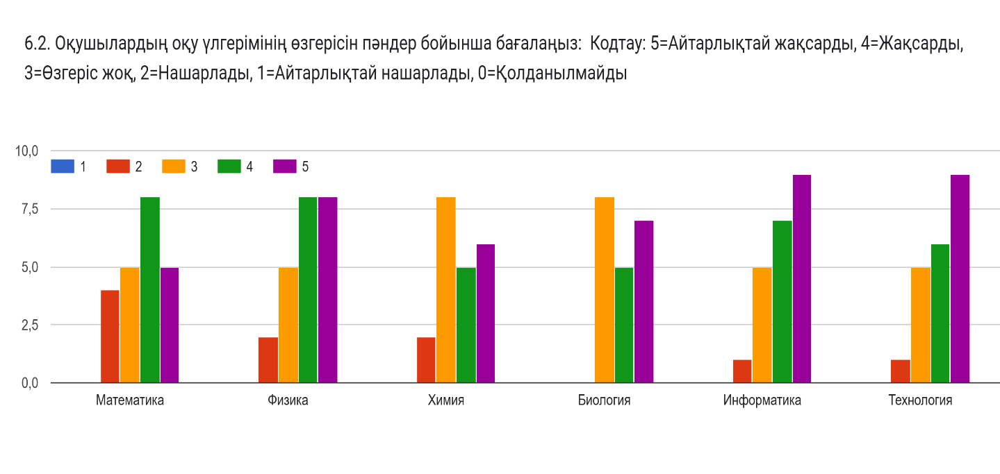 6.2. Оқушылардың оқу үлгерімінің өзгерісін пәндер бойынша бағалаңыз:  Кодтау: 5=Айтарлықтай жақсарды, 4=Жақсарды,
3=Өзгеріс жоқ, 2=Нашарлады, 1=Айтарлықтай нашарлады, 0=Қолданылмайды
10,0
1 2 3 4 5
7,5
5,0
2,5
0,0
Математика Физика Химия Биология Информатика Технология